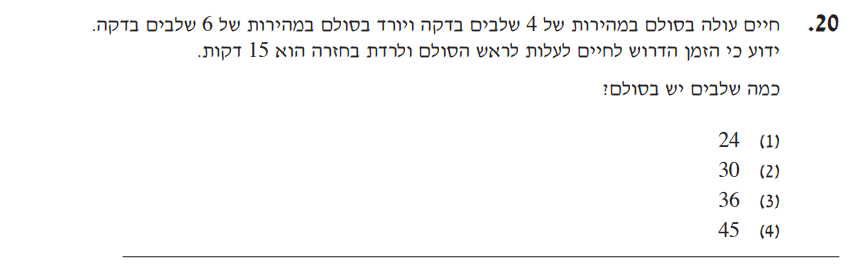 20. חיים עולה בסולם במהירות של 4 שלבים בדקה ויורד בסולם במהירות של 6 שלבים בדקה.
ידוע כי הזמן הדרוש לחיים לעלות לראש הסולם ולרדת בחזרה הוא 15 דקות.
כמה שלבים יש בסולם?
(1) 24
(2) 30
(3) 36
(4) 45